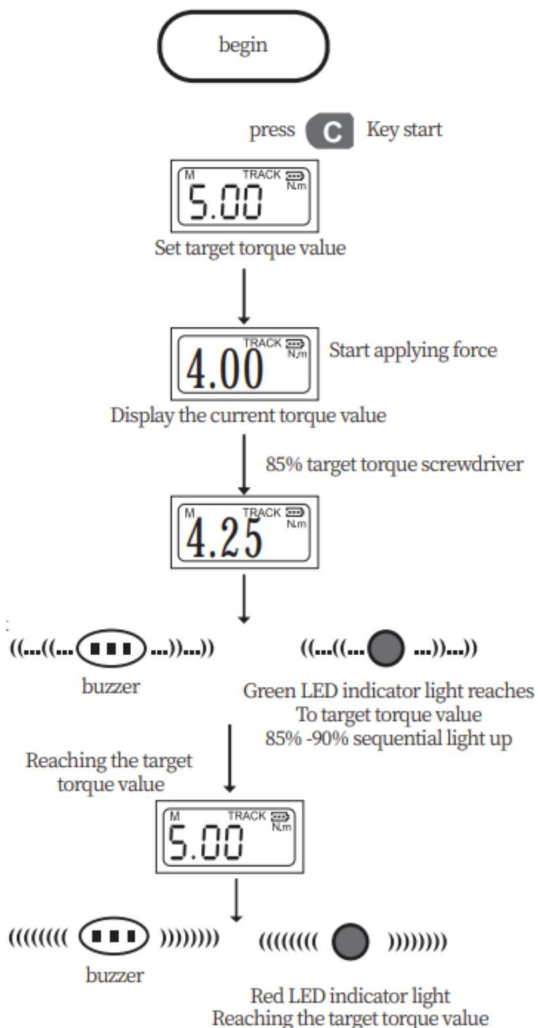 begin
press C Key start
M TRACK N.m
5.00
Set target torque value
TRACK N.m
4.00
Start applying force
Display the current torque value
85% target torque screwdriver
M TRACK N.m
4.25
((...((... ...))...)) ((...((... ...))...))
buzzer
Green LED indicator light reaches
To target torque value
85% -90% sequential light up
Reaching the target
torque value
M TRACK N.m
5.00
(((((((( )))))))) (((((((( ))))))))
buzzer
Red LED indicator light
Reaching the target torque value